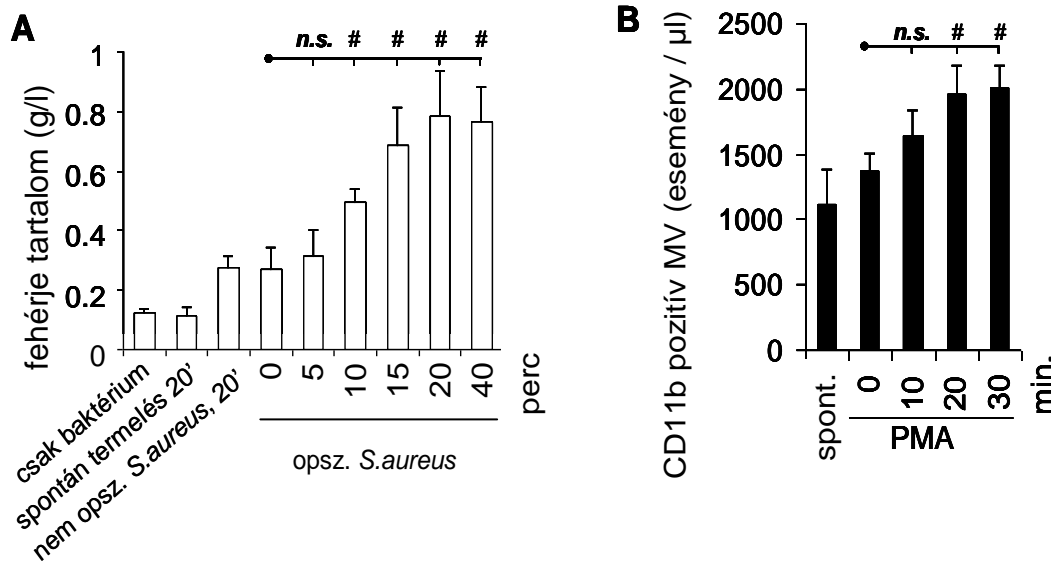 A
n.s. # # # #
fehérje tartalom (g/l)
1
0.8
0.6
0.4
0.2
0
csak baktérium
spontán termelés 20'
nem opsz. S.aureus, 20'
0 5 10 15 20 40
perc
opsz. S.aureus
B
n.s. # #
CD11b pozitív MV (esemény / µl)
2500
2000
1500
1000
500
0
spont.
0 10 20 30
min.
PMA